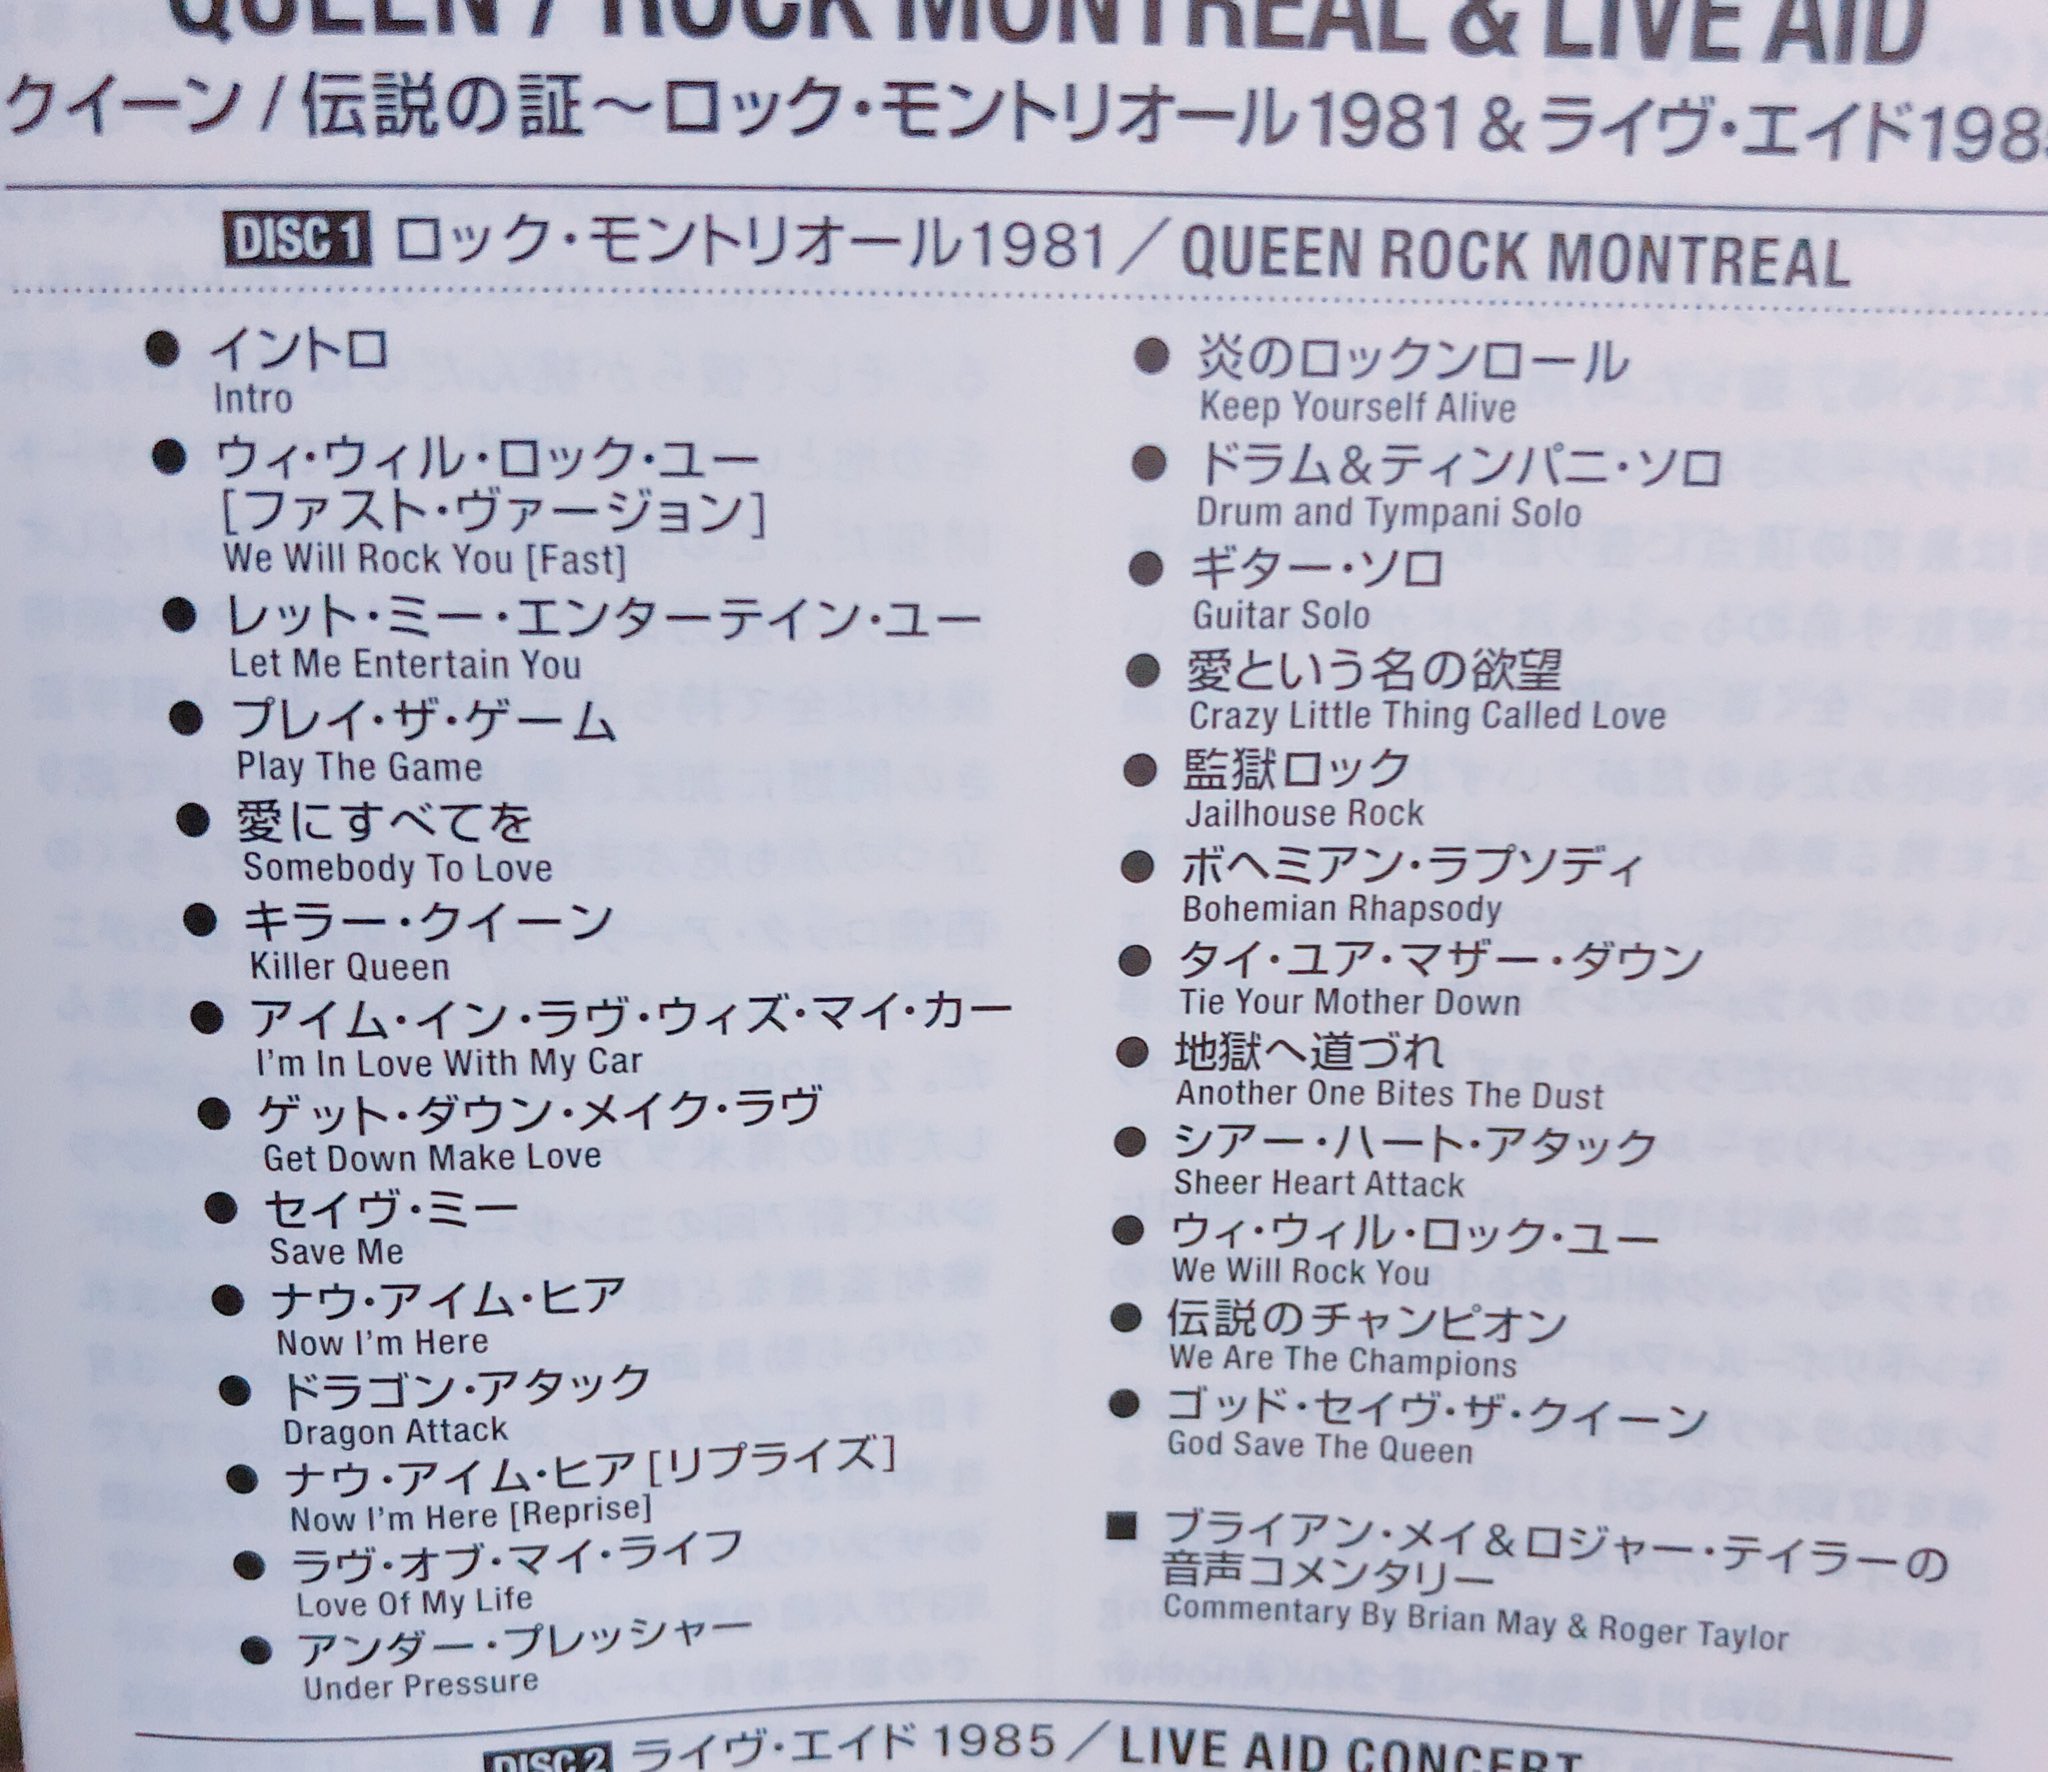 QUEEN / ROCK MONTREAL & LIVE AID
クイーン / 伝説の証～ロック・モントリオール1981＆ライヴ・エイド198
DISC 1 ロック・モントリオール1981／QUEEN ROCK MONTREAL
● イントロ
Intro
● ウィ・ウィル・ロック・ユー
[ファスト・ヴァージョン]
We Will Rock You [Fast]
● レット・ミー・エンターテイン・ユー
Let Me Entertain You
● プレイ・ザ・ゲーム
Play The Game
● 愛にすべてを
Somebody To Love
● キラー・クイーン
Killer Queen
● アイム・イン・ラヴ・ウィズ・マイ・カー
I'm In Love With My Car
● ゲット・ダウン・メイク・ラヴ
Get Down Make Love
● セイヴ・ミー
Save Me
● ナウ・アイム・ヒア
Now I'm Here
● ドラゴン・アタック
Dragon Attack
● ナウ・アイム・ヒア[リプライズ]
Now I'm Here [Reprise]
● ラヴ・オブ・マイ・ライフ
Love Of My Life
● アンダー・プレッシャー
Under Pressure
● 炎のロックンロール
Keep Yourself Alive
● ドラム＆ティンパニ・ソロ
Drum and Tympani Solo
● ギター・ソロ
Guitar Solo
● 愛という名の欲望
Crazy Little Thing Called Love
● 監獄ロック
Jailhouse Rock
● ボヘミアン・ラプソディ
Bohemian Rhapsody
● タイ・ユア・マザー・ダウン
Tie Your Mother Down
● 地獄へ道づれ
Another One Bites The Dust
● シアー・ハート・アタック
Sheer Heart Attack
● ウィ・ウィル・ロック・ユー
We Will Rock You
● 伝説のチャンピオン
We Are The Champions
● ゴッド・セイヴ・ザ・クイーン
God Save The Queen
■ ブライアン・メイ＆ロジャー・テイラーの
音声コメンタリー
Commentary By Brian May & Roger Taylor
DISC 2 ライヴ・エイド1985／LIVE AID CONCERT